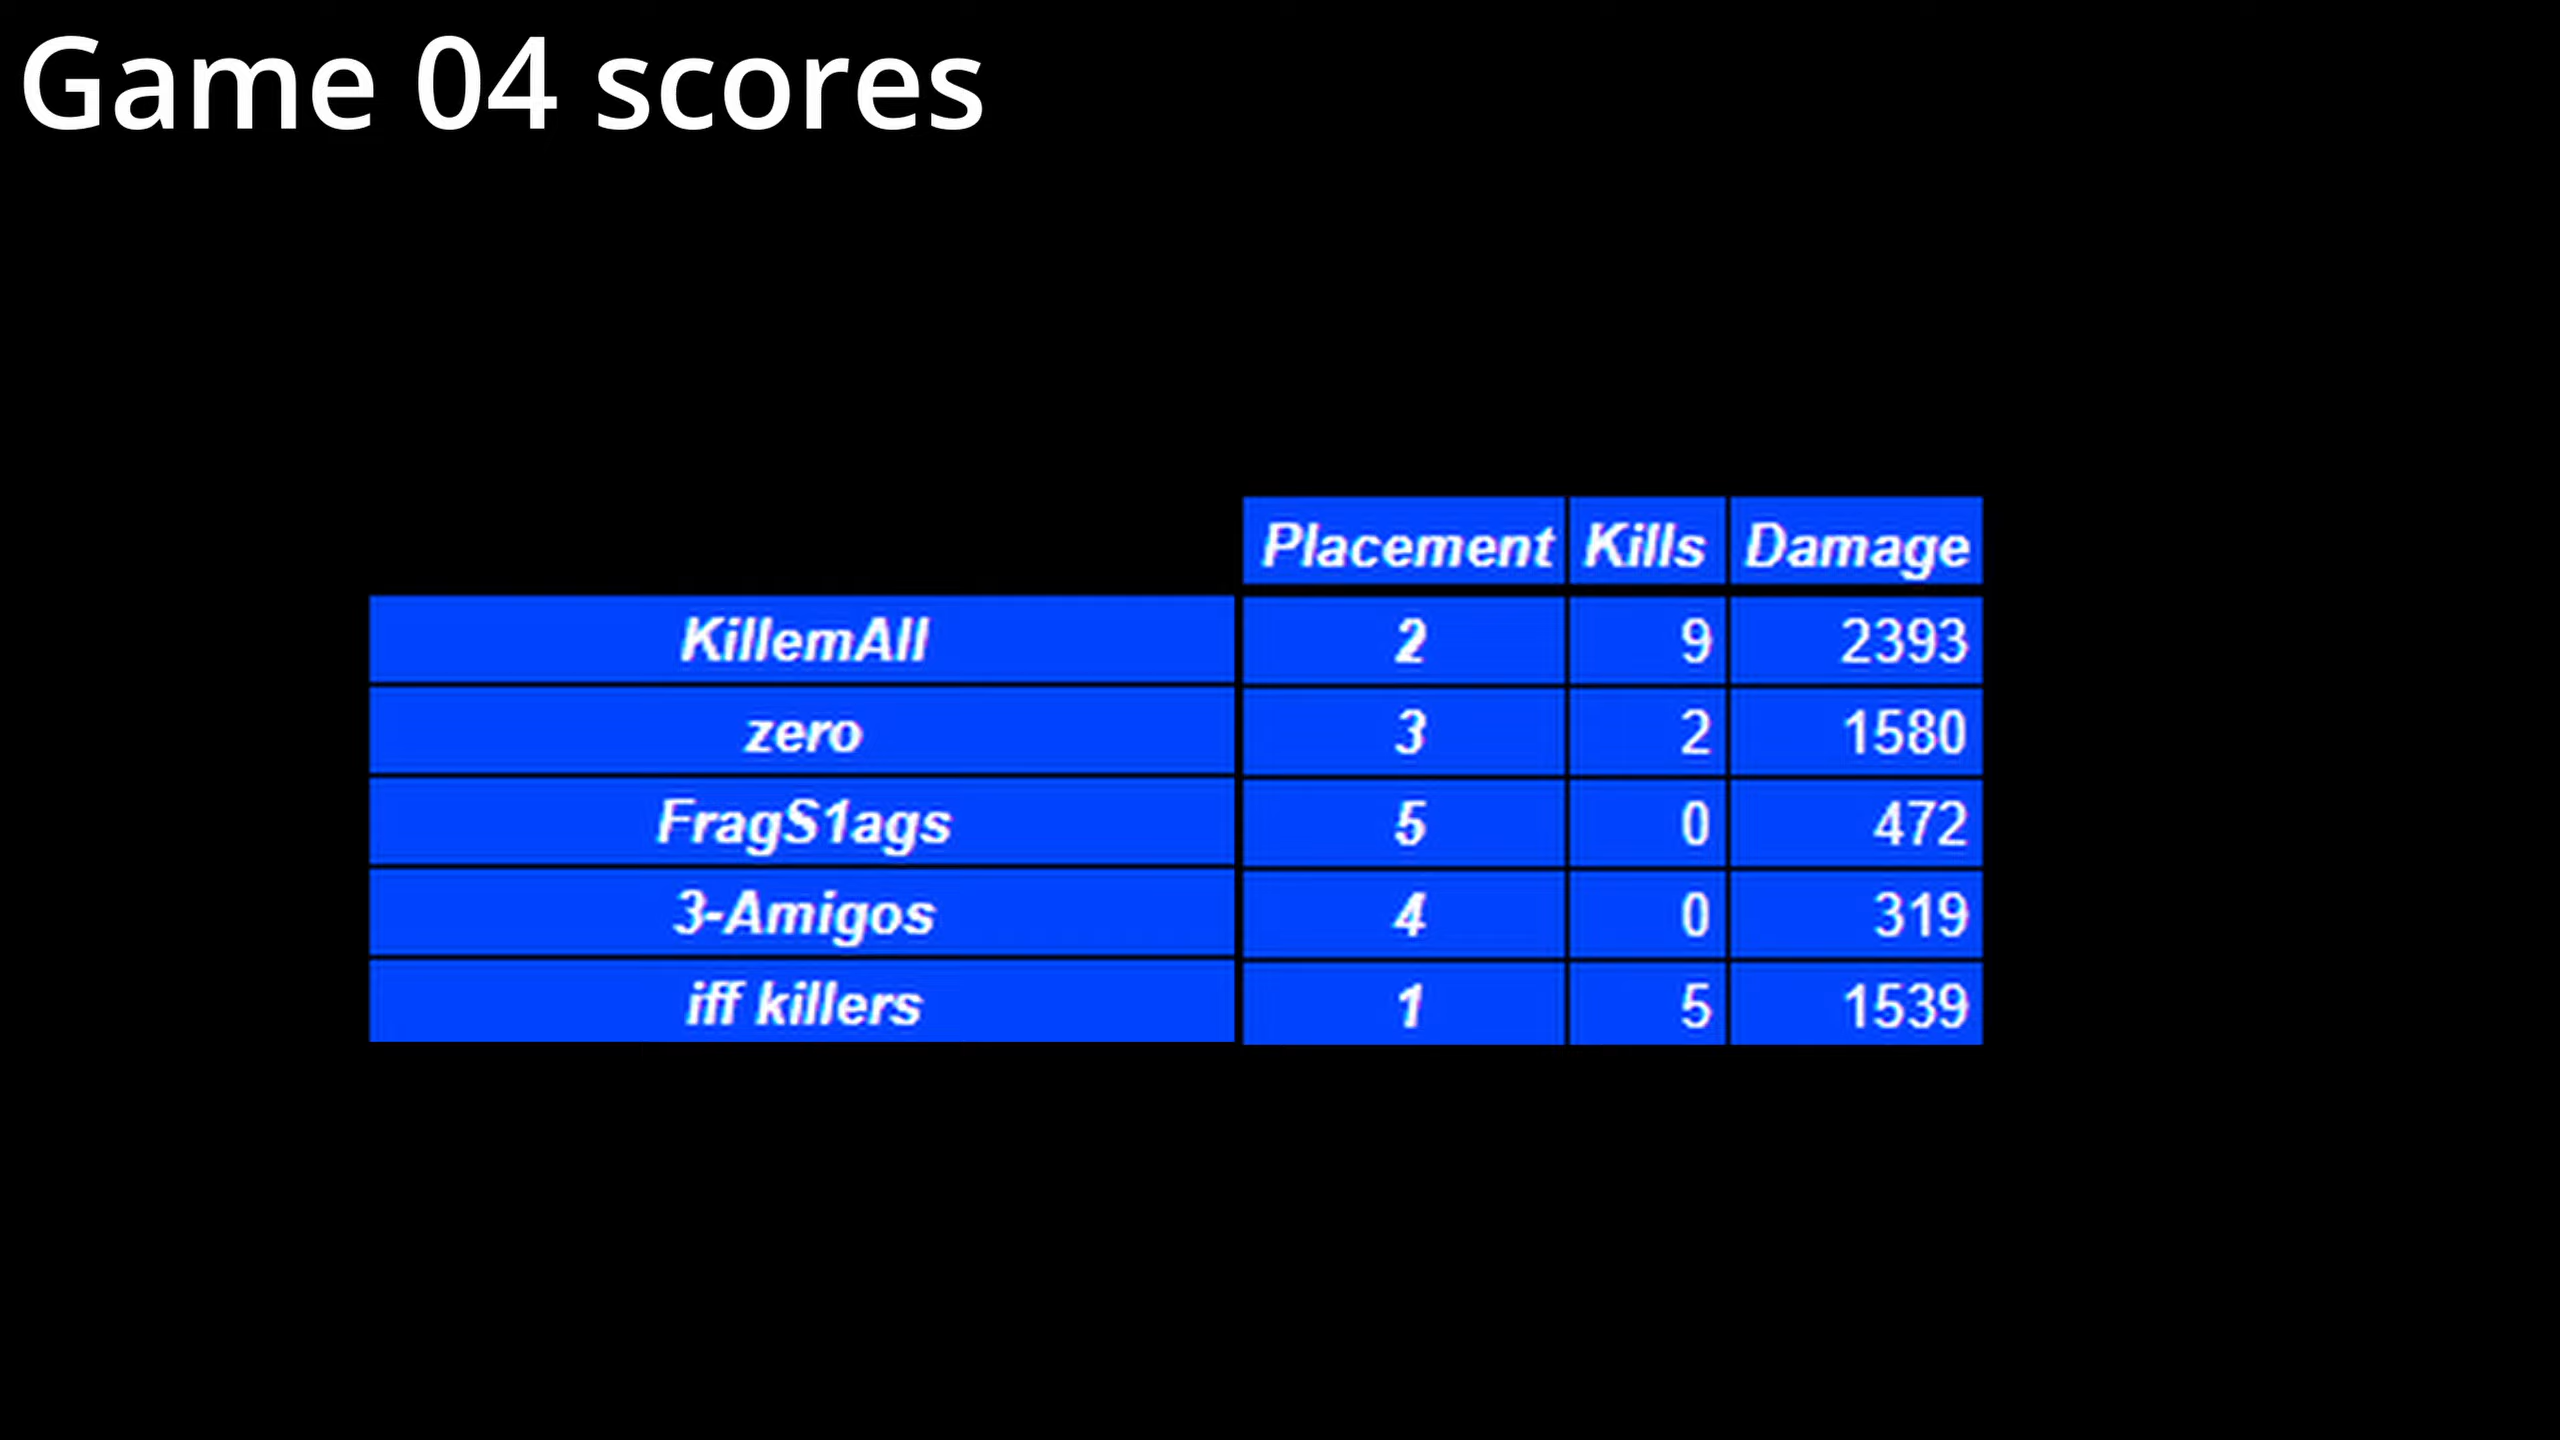 Game 04 scores
Placement Kills Damage
KillemAll 2 9 2393
zero 3 2 1580
FragS1ags 5 0 472
3-Amigos 4 0 319
iff killers 1 5 1539